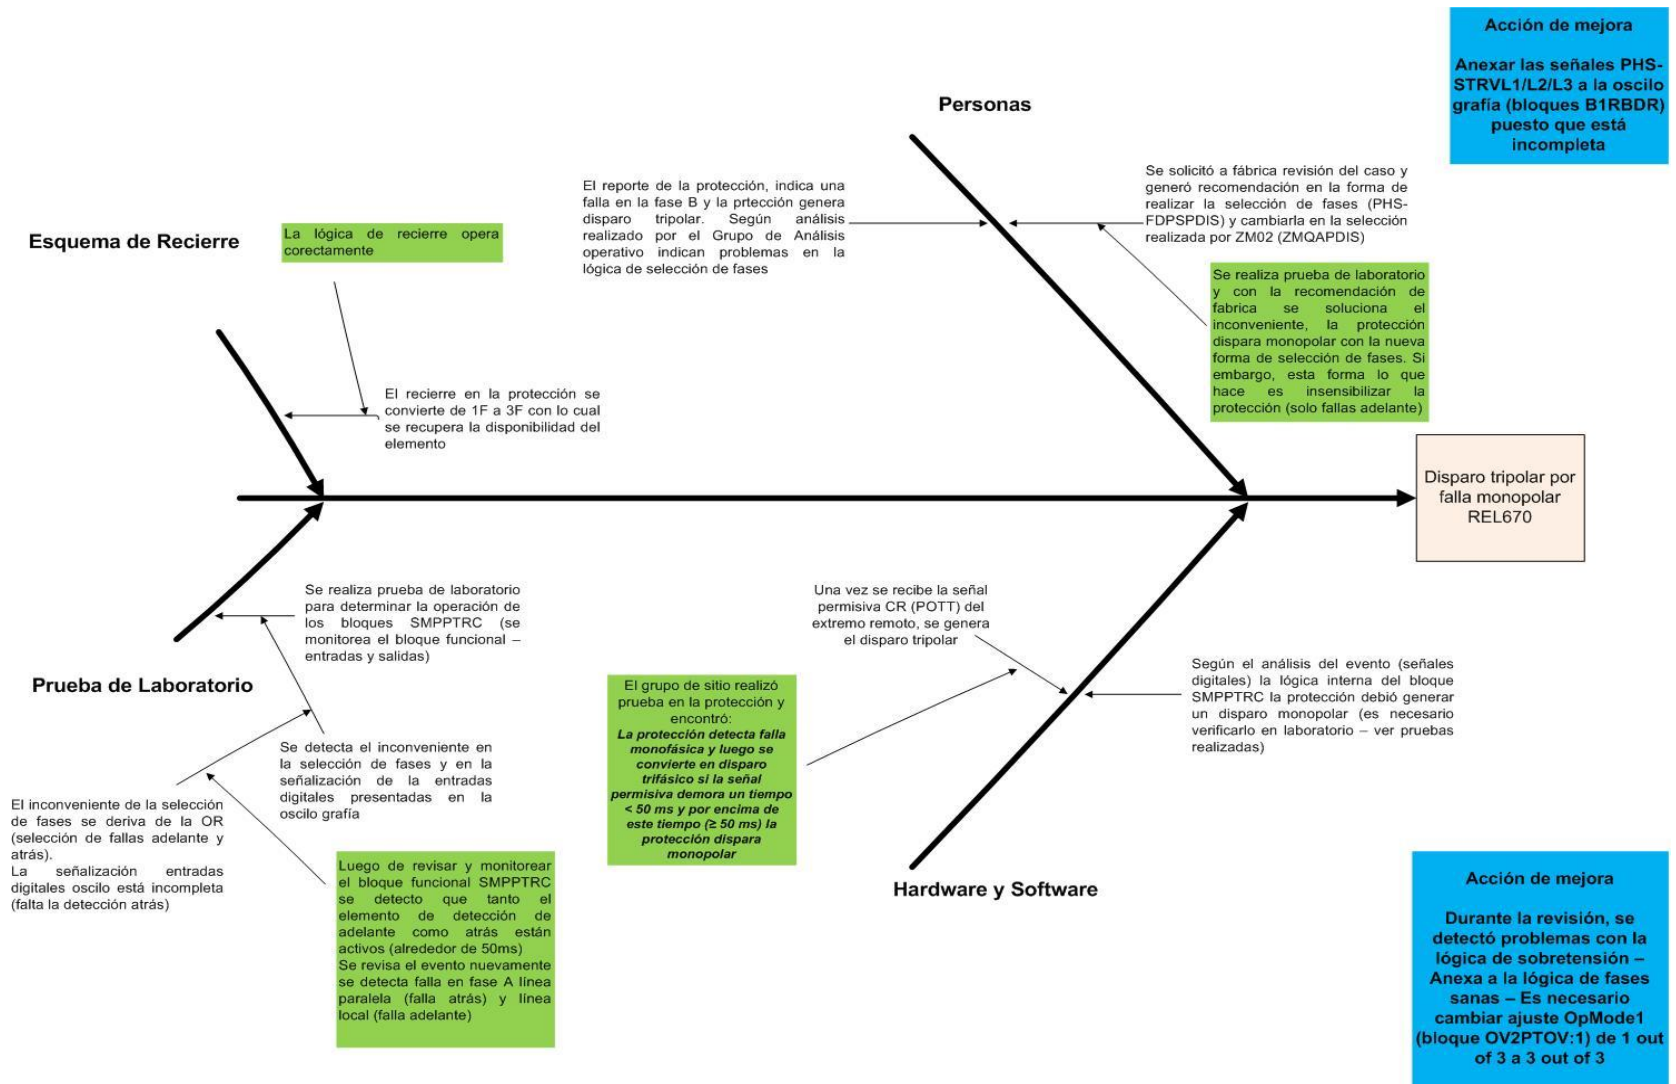 Acción de mejora
Anexar las señales PHS-
STRVL1/L2/L3 a la oscilo
grafía (bloques B1RBDR)
puesto que está
incompleta
Personas
El reporte de la protección, indica una
falla en la fase B y la prtección genera
disparo tripolar. Según análisis
realizado por el Grupo de Análisis
operativo indican problemas en la
lógica de selección de fases
Se solicitó a fábrica revisión del caso y
generó recomendación en la forma de
realizar la selección de fases (PHS-
FDPSPDIS) y cambiarla en la selección
realizada por ZM02 (ZMQAPDIS)
Se realiza prueba de laboratorio
y con la recomendación de
fabrica se soluciona el
inconveniente, la protección
dispara monopolar con la nueva
forma de selección de fases. Si
embargo, esta forma lo que
hace es insensibilizar la
protección (solo fallas adelante)
Esquema de Recierre
La lógica de recierre opera
corectamente
El recierre en la protección se
convierte de 1F a 3F con lo cual
se recupera la disponibilidad del
elemento
Disparo tripolar por
falla monopolar
REL670
Se realiza prueba de laboratorio
para determinar la operación de
los bloques SMPPTRC (se
monitorea el bloque funcional –
entradas y salidas)
Prueba de Laboratorio
Se detecta el inconveniente en
la selección de fases y en la
señalización de la entradas
digitales presentadas en la
oscilo grafía
El inconveniente de la selección
de fases se deriva de la OR
(selección de fallas adelante y
atrás).
La señalización entradas
digitales oscilo está incompleta
(falta la detección atrás)
Luego de revisar y monitorear
el bloque funcional SMPPTRC
se detecto que tanto el
elemento de detección de
adelante como atrás están
activos (alrededor de 50ms)
Se revisa el evento nuevamente
se detecta falla en fase A línea
paralela (falla atrás) y línea
local (falla adelante)
Una vez se recibe la señal
permisiva CR (POTT) del
extremo remoto, se genera
el disparo tripolar
El grupo de sitio realizó
prueba en la protección y
encontró:
La protección detecta falla
monofásica y luego se
convierte en disparo
trifásico si la señal
permisiva demora un tiempo
< 50 ms y por encima de
este tiempo (≥ 50 ms) la
protección dispara
monopolar
Según el análisis del evento (señales
digitales) la lógica interna del bloque
SMPPTRC la protección debió generar
un disparo monopolar (es necesario
verificarlo en laboratorio – ver pruebas
realizadas)
Hardware y Software
Acción de mejora
Durante la revisión, se
detectó problemas con la
lógica de sobretensión –
Anexa a la lógica de fases
sanas – Es necesario
cambiar ajuste OpMode1
(bloque OV2PTOV:1) de 1 out
of 3 a 3 out of 3